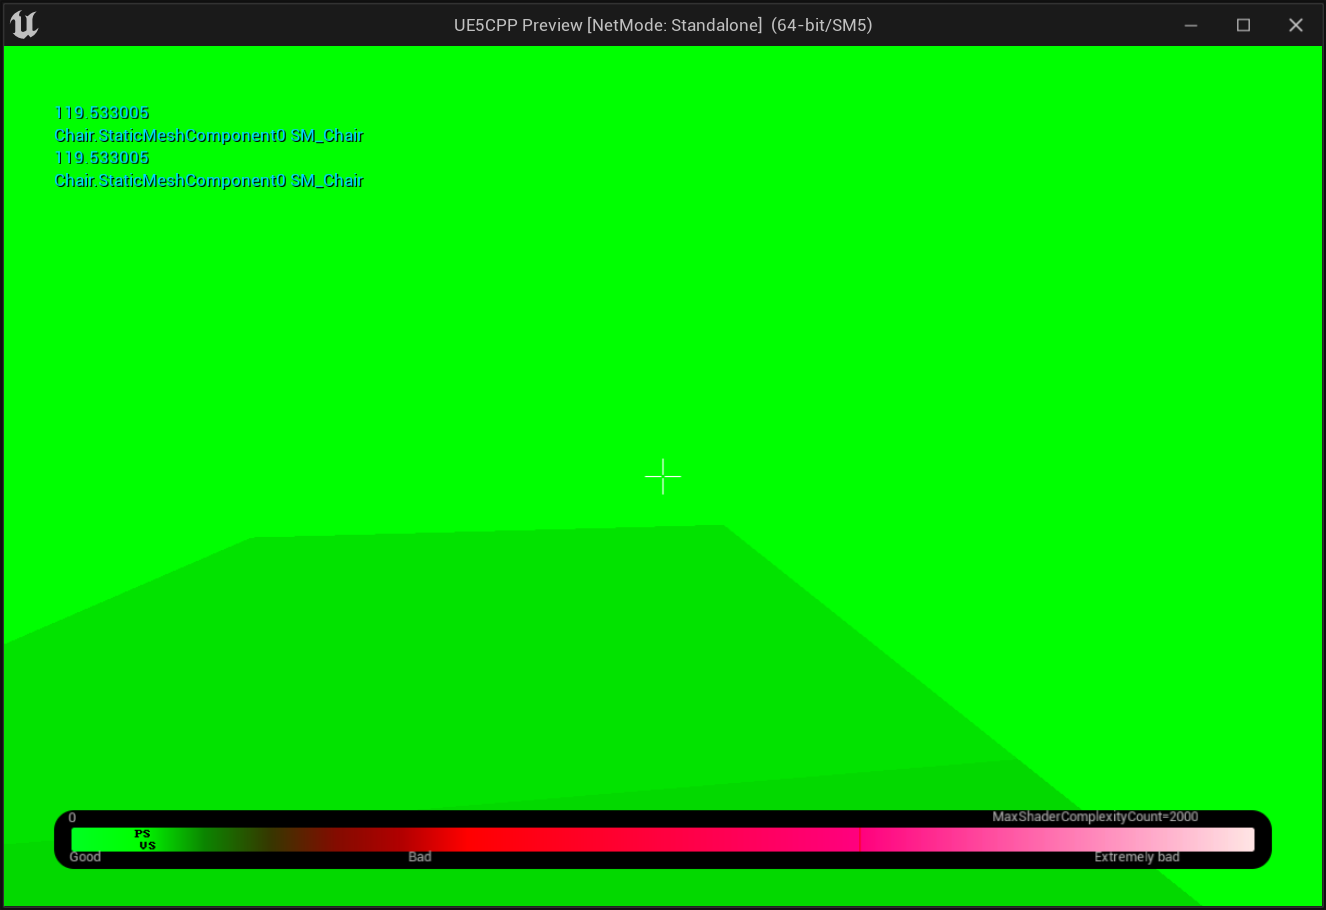 UE5CPP Preview [NetMode: Standalone]  (64-bit/SM5)
119.533005
Chair.StaticMeshComponent0 SM_Chair
119.533005
Chair.StaticMeshComponent0 SM_Chair
0 MaxShaderComplexityCount=2000
PS
VS
Good Bad Extremely bad